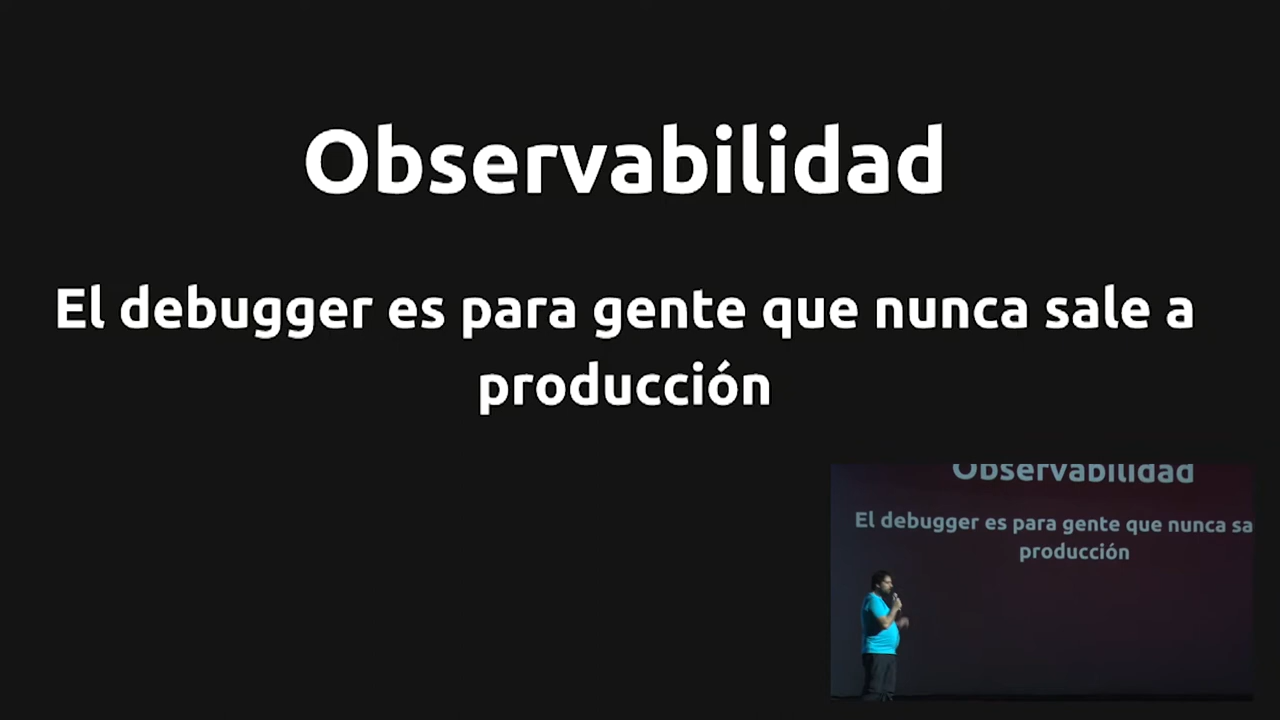 Observabilidad
El debugger es para gente que nunca sale a
producción
Observabilidad
El debugger es para gente que nunca sa
producción